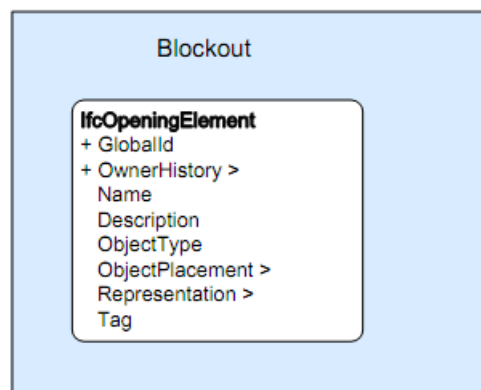 Blockout
IfcOpeningElement
+ GlobalId
+ OwnerHistory >
Name
Description
ObjectType
ObjectPlacement >
Representation >
Tag